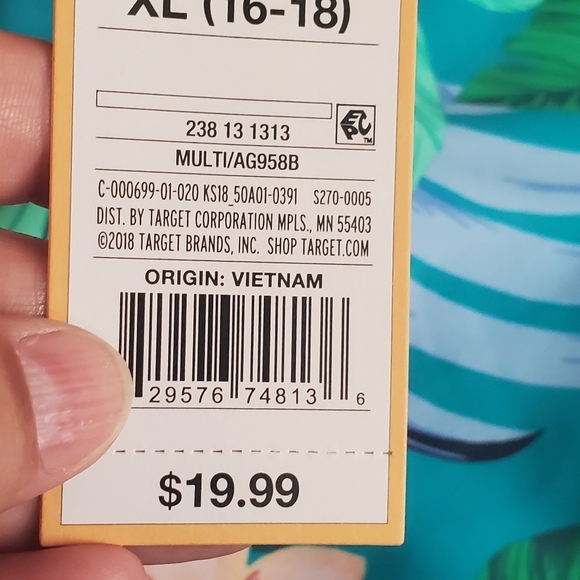 XL (16-18)
238 13 1313
EPC™
MULTI/AG958B
C-000699-01-020 KS18_50A01-0391 S270-0005
DIST. BY TARGET CORPORATION MPLS., MN 55403
©2018 TARGET BRANDS, INC. SHOP TARGET.COM
ORIGIN: VIETNAM
29576 74813 6
$19.99